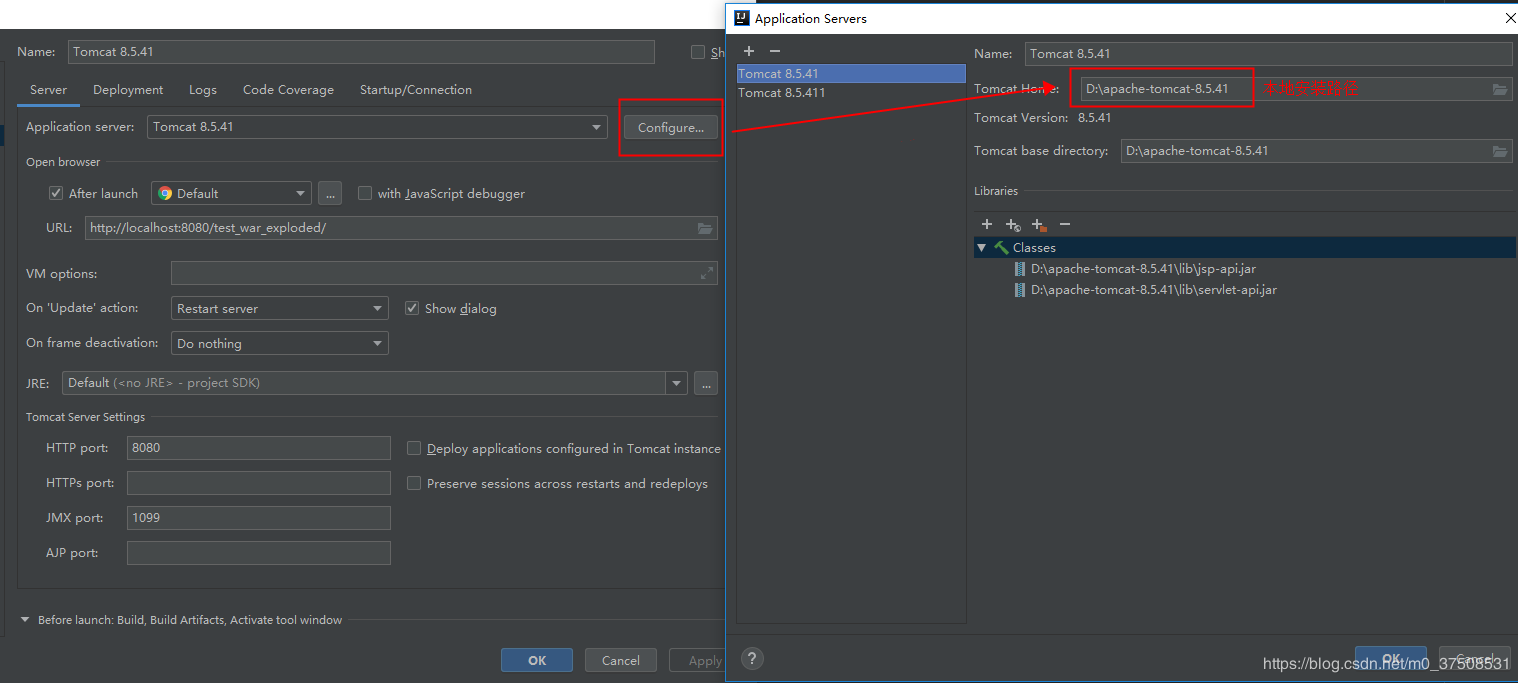 Name:
Tomcat 8.5.41
Sh
Server
Deployment
Logs
Code Coverage
Startup/Connection
Application server:
Tomcat 8.5.41
Configure...
Open browser
After launch
Default
...
with JavaScript debugger
URL:
http://localhost:8080/test_war_exploded/
VM options:
On 'Update' action:
Restart server
Show dialog
On frame deactivation:
Do nothing
JRE:
Default (<no JRE> - project SDK)
...
Tomcat Server Settings
HTTP port:
8080
Deploy applications configured in Tomcat instance
HTTPs port:
Preserve sessions across restarts and redeploys
JMX port:
1099
AJP port:
Before launch: Build, Build Artifacts, Activate tool window
OK
Cancel
Apply
Application Servers
Tomcat 8.5.41
Tomcat 8.5.411
Name:
Tomcat 8.5.41
Tomcat Home:
D:\apache-tomcat-8.5.41
本地安装路径
Tomcat Version:
8.5.41
Tomcat base directory:
D:\apache-tomcat-8.5.41
Libraries
Classes
D:\apache-tomcat-8.5.41\lib\jsp-api.jar
D:\apache-tomcat-8.5.41\lib\servlet-api.jar
?
OK
Cancel
https://blog.csdn.net/m0_37508531